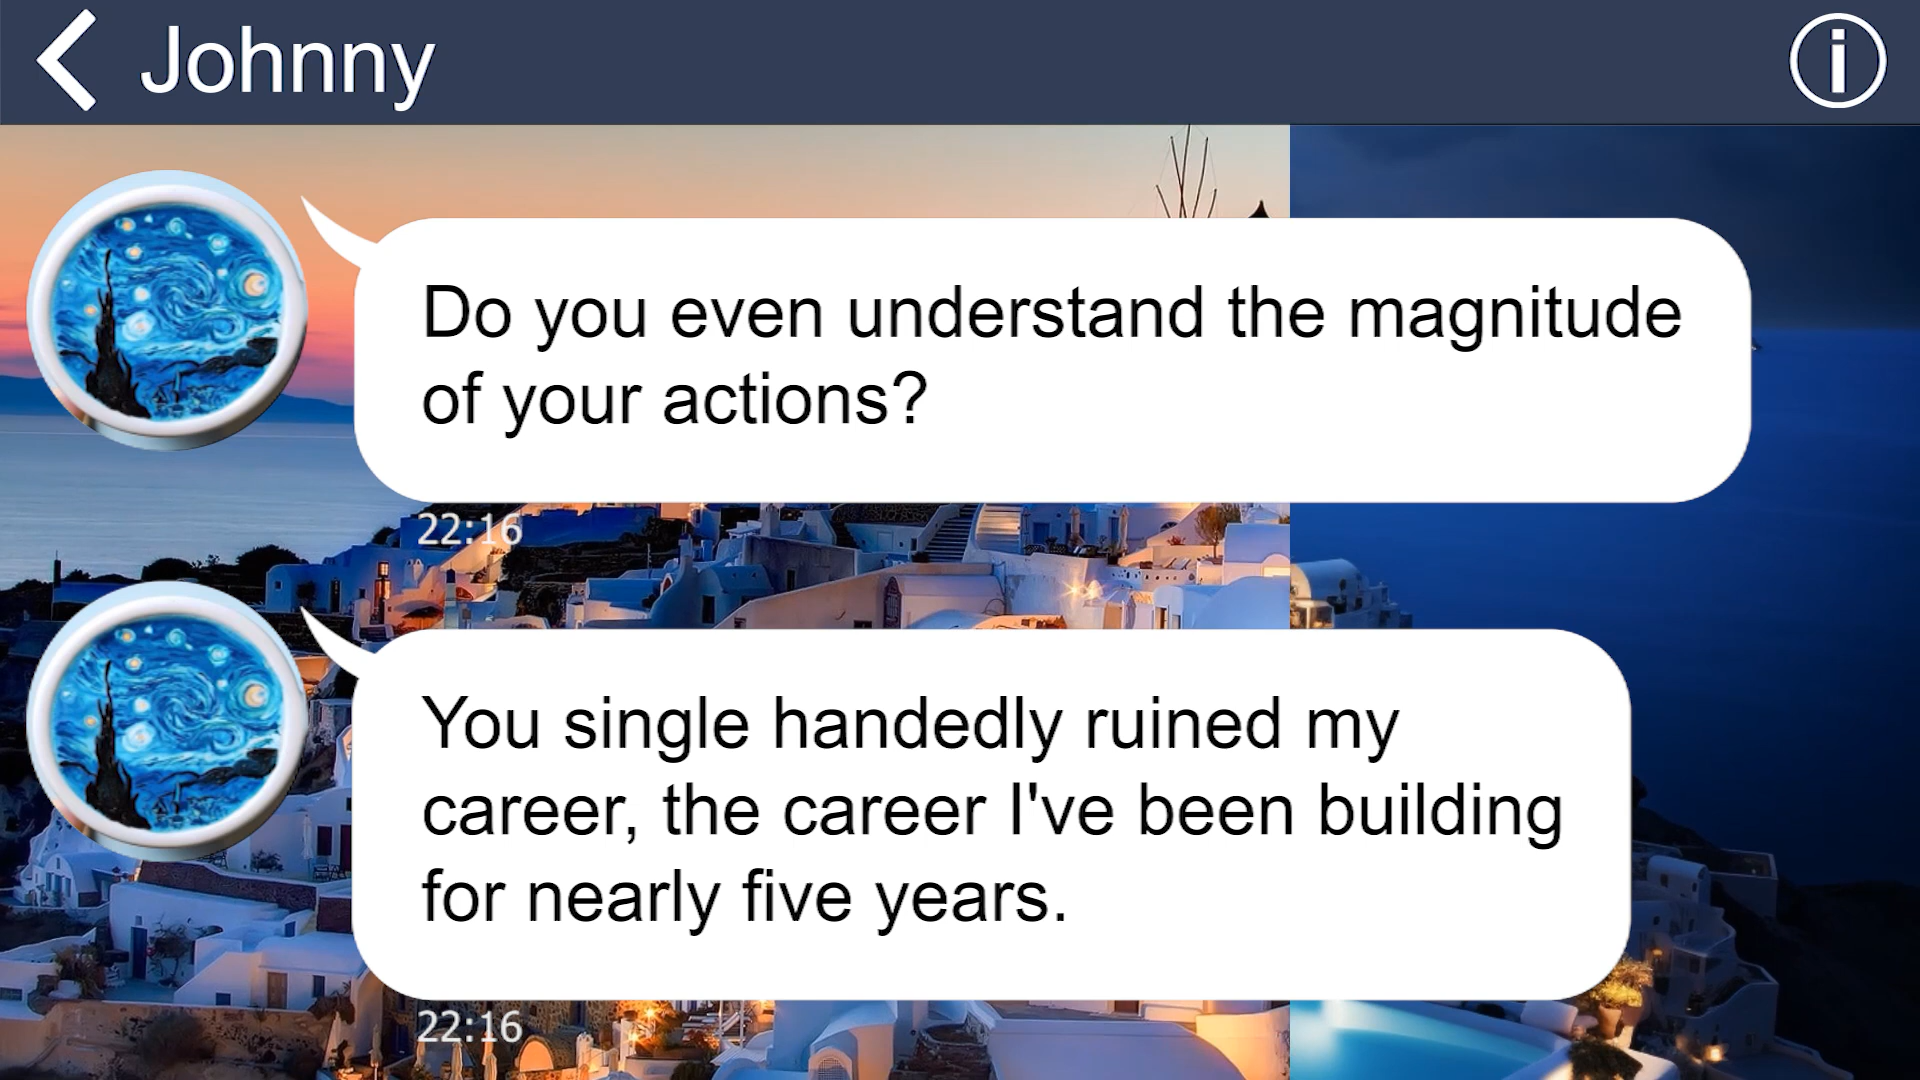 Johnny
Do you even understand the magnitude
of your actions?
22:16
You single handedly ruined my
career, the career I've been building
for nearly five years.
22:16